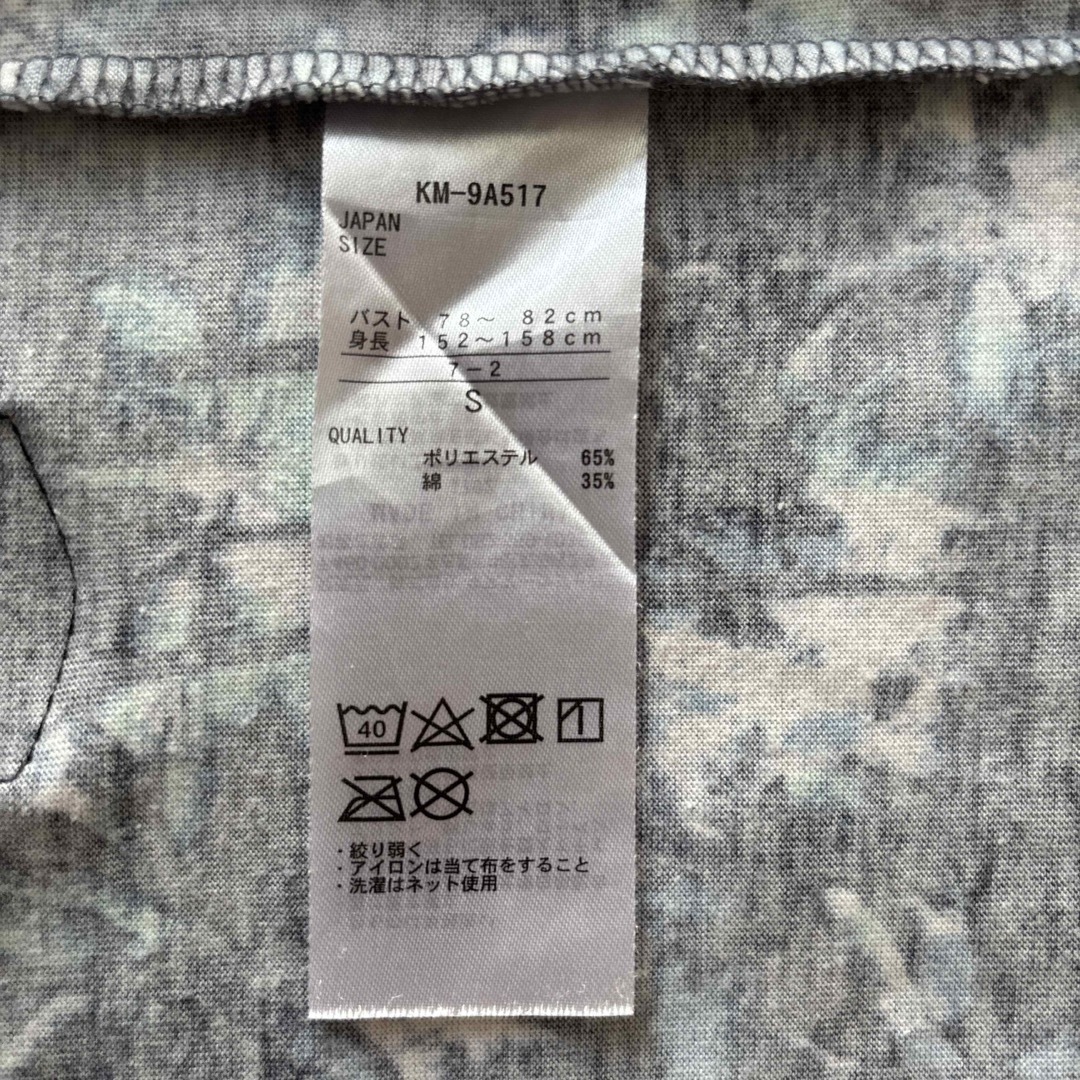 KM-9A517
JAPAN
SIZE
バスト 78～ 82cm
身長 152～158cm
7-2
S
QUALITY
ポリエステル 65%
綿 35%
40
・絞り弱く
・アイロンは当て布をすること
・洗濯はネット使用